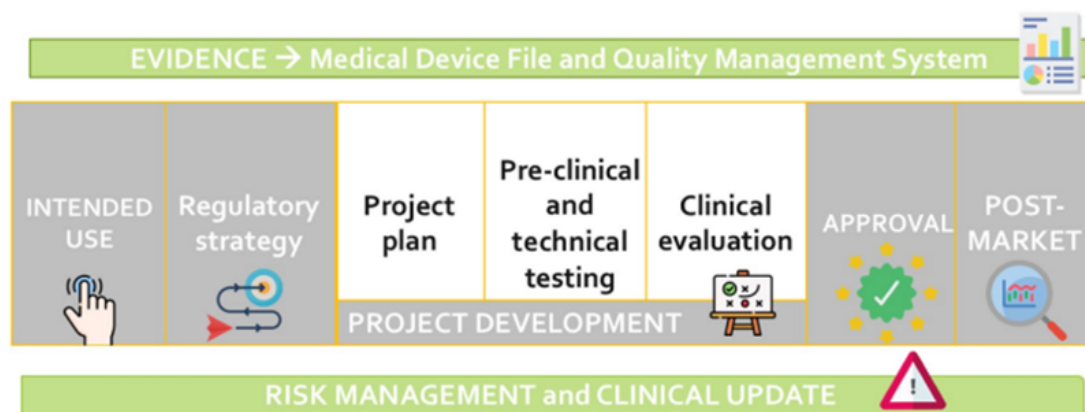 EVIDENCE → Medical Device File and Quality Management System
INTENDED
USE
Regulatory
strategy
Project
plan
Pre-clinical
and
technical
testing
Clinical
evaluation
APPROVAL
POST-
MARKET
PROJECT DEVELOPMENT
RISK MANAGEMENT and CLINICAL UPDATE